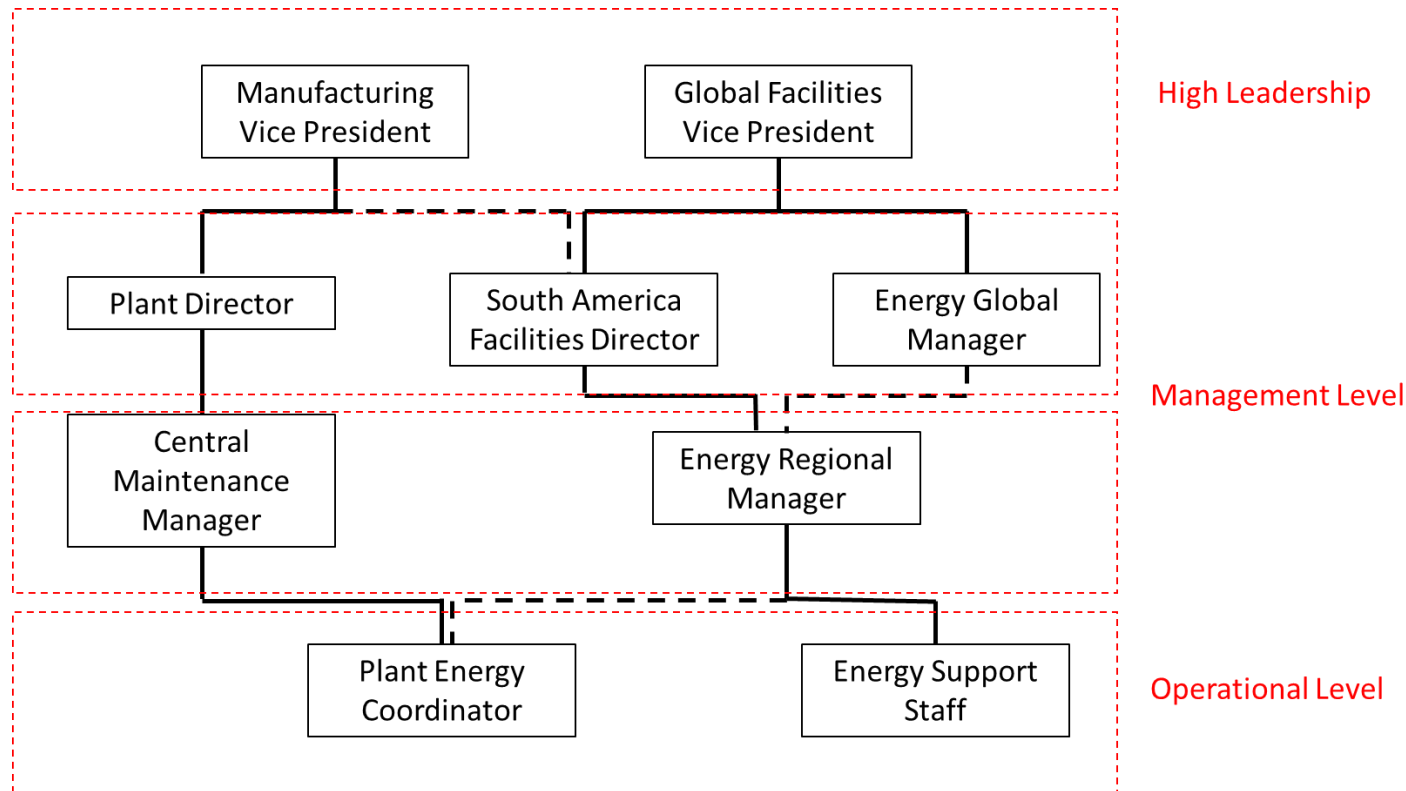 Manufacturing
Vice President
Global Facilities
Vice President
High Leadership
Plant Director
South America
Facilities Director
Energy Global
Manager
Management Level
Central
Maintenance
Manager
Energy Regional
Manager
Plant Energy
Coordinator
Energy Support
Staff
Operational Level